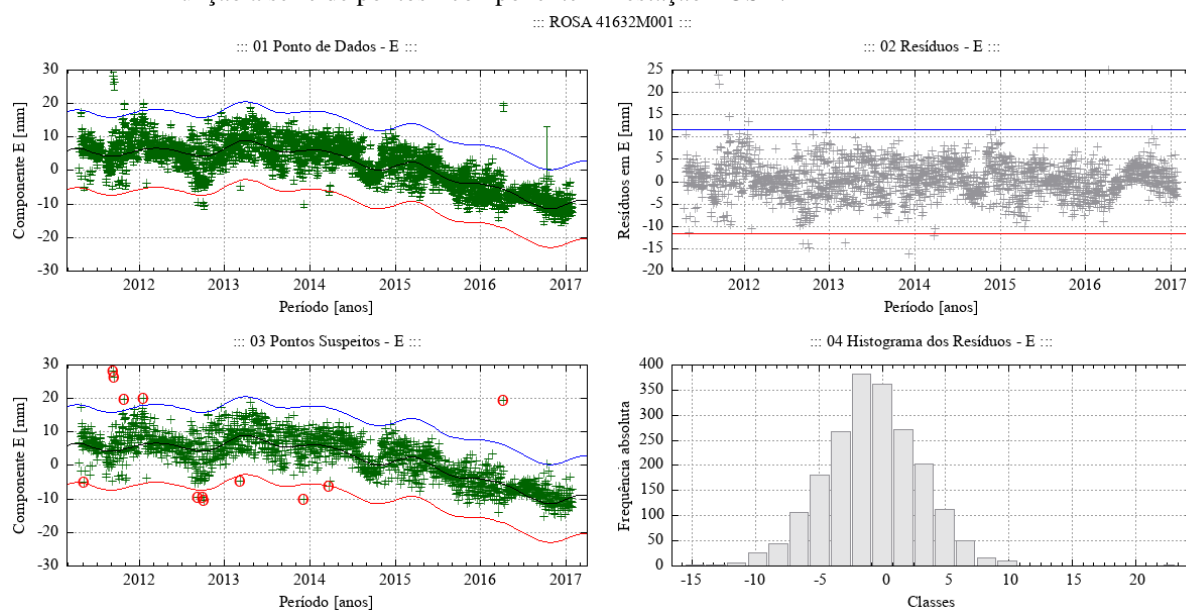 ::: ROSA 41632M001 :::
::: 01 Ponto de Dados - E :::
Componente E [mm]
30
20
10
0
-10
-20
-30
2012 2013 2014 2015 2016 2017
Período [anos]
::: 02 Resíduos - E :::
Resíduos em E [mm]
25
20
15
10
5
0
-5
-10
-15
-20
2012 2013 2014 2015 2016 2017
Período [anos]
::: 03 Pontos Suspeitos - E :::
Componente E [mm]
30
20
10
0
-10
-20
-30
2012 2013 2014 2015 2016 2017
Período [anos]
::: 04 Histograma dos Resíduos - E :::
Frequência absoluta
400
350
300
250
200
150
100
50
0
-15 -10 -5 0 5 10 15 20
Classes